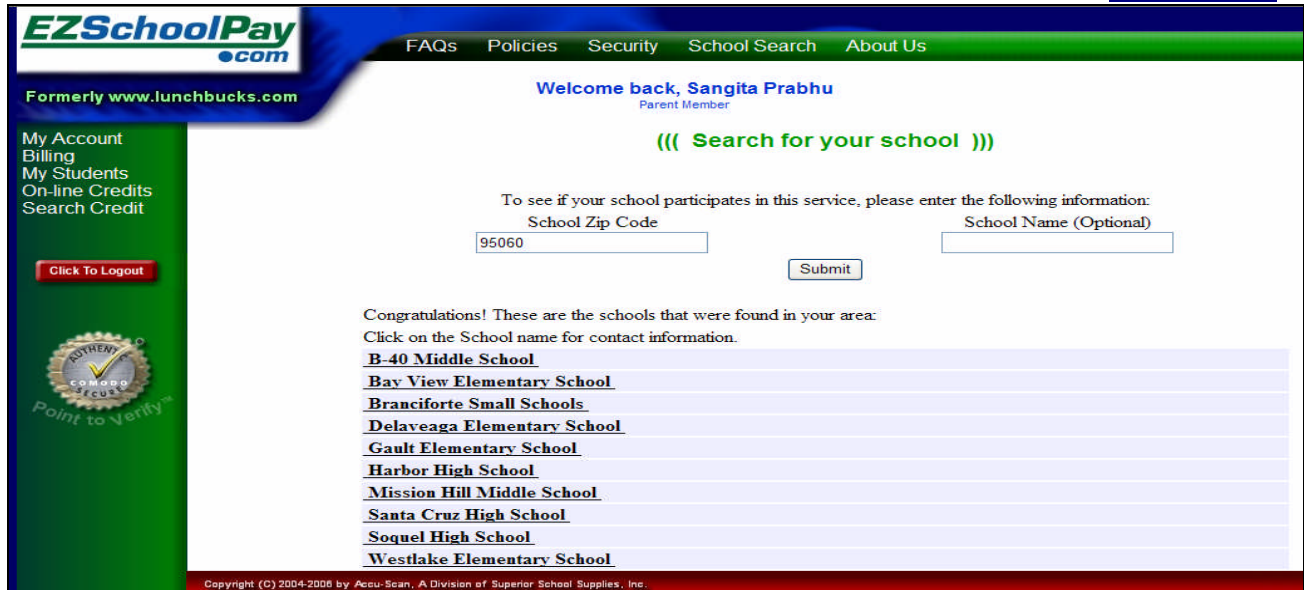 EZSchoolPay
com
FAQs Policies Security School Search About Us
Formerly www.lunchbucks.com
Welcome back, Sangita Prabhu
Parent Member
My Account
Billing
My Students
On-line Credits
Search Credit
Click To Logout
AUTHENTIC
COMODO
SECURE
Point to Verify™
((( Search for your school )))
To see if your school participates in this service, please enter the following information:
School Zip Code School Name (Optional)
95060
Submit
Congratulations! These are the schools that were found in your area:
Click on the School name for contact information.
B-40 Middle School
Bay View Elementary School
Branciforte Small Schools
Delaveaga Elementary School
Gault Elementary School
Harbor High School
Mission Hill Middle School
Santa Cruz High School
Soquel High School
Westlake Elementary School
Copyright (C) 2004-2006 by Accu-Scan, A Division of Superior School Supplies, Inc.